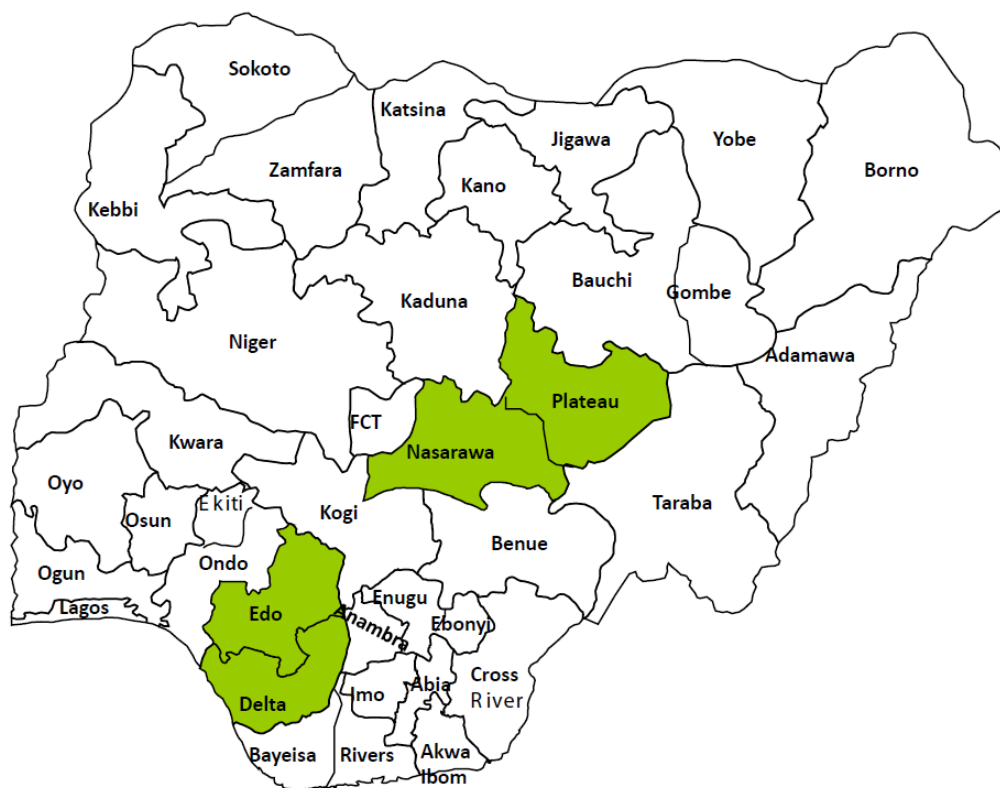 Sokoto
Katsina
Jigawa
Yobe
Borno
Zamfara
Kano
Kebbi
Bauchi
Gombe
Kaduna
Niger
Adamawa
Plateau
FCT
Kwara
Nasarawa
Oyo
Ekiti
Kogi
Taraba
Osun
Benue
Ondo
Ogun
Lagos
Enugu
Edo
Anambra
Ebonyi
Cross
River
Abia
Imo
Delta
Bayeisa
Rivers
Akwa
Ibom